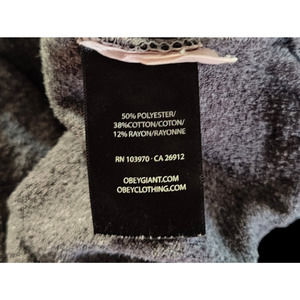 50% POLYESTER/
38%COTTON/COTON/
12% RAYON/RAYONNE
RN 103970 · CA 26912
OBEYGIANT.COM
OBEYCLOTHING.COM